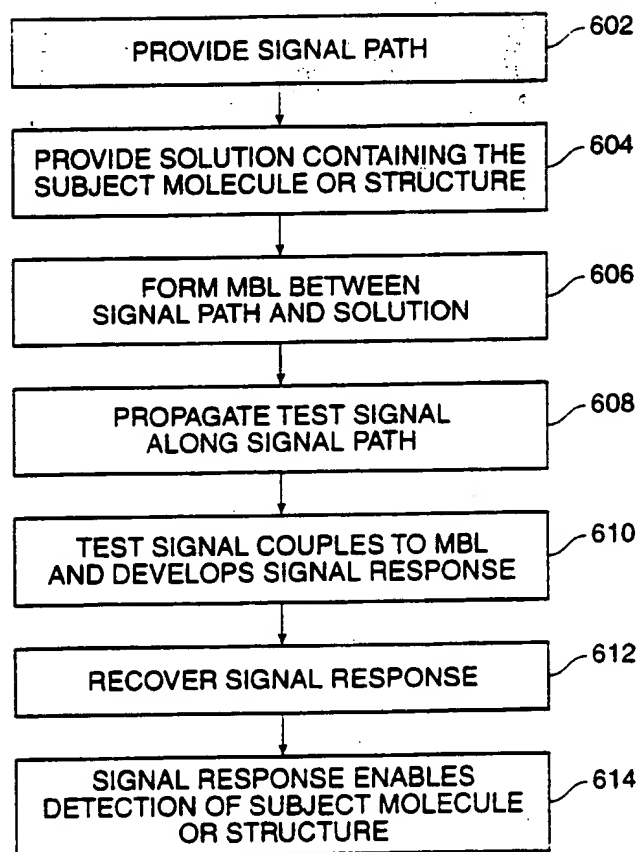 PROVIDE SIGNAL PATH
602
PROVIDE SOLUTION CONTAINING THE
SUBJECT MOLECULE OR STRUCTURE
604
FORM MBL BETWEEN
SIGNAL PATH AND SOLUTION
606
PROPAGATE TEST SIGNAL
ALONG SIGNAL PATH
608
TEST SIGNAL COUPLES TO MBL
AND DEVELOPS SIGNAL RESPONSE
610
RECOVER SIGNAL RESPONSE
612
SIGNAL RESPONSE ENABLES
DETECTION OF SUBJECT MOLECULE
OR STRUCTURE
614